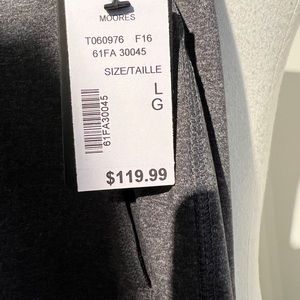 MOORES
T060976 F16
61FA 30045
SIZE/TAILLE
L
G
61FA30045
$119.99